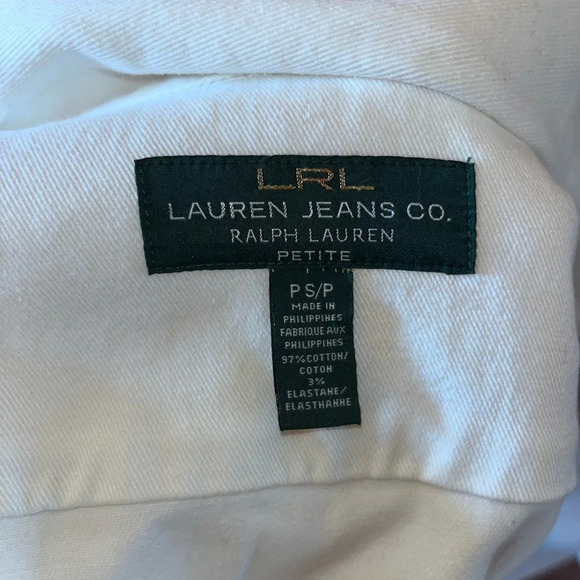 LRL
LAUREN JEANS CO.
RALPH LAUREN
PETITE
P S/P
MADE IN
PHILIPPINES
FABRIQUE AUX
PHILIPPINES
97% COTTON/
COTON
3%
ELASTANE/
ELASTHANNE